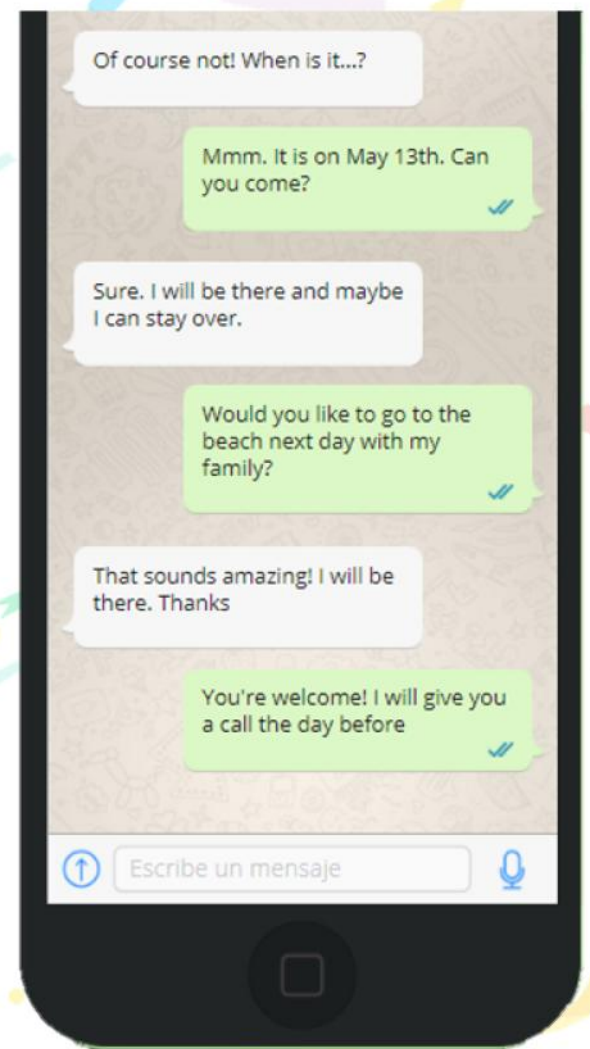 Of course not! When is it...?
Mmm. It is on May 13th. Can
you come?
Sure. I will be there and maybe
I can stay over.
Would you like to go to the
beach next day with my
family?
That sounds amazing! I will be
there. Thanks
You're welcome! I will give you
a call the day before
Escribe un mensaje